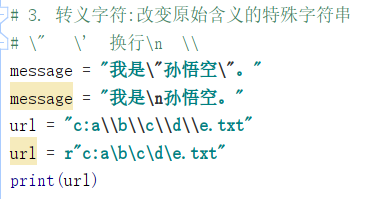 # 3. 转义字符:改变原始含义的特殊字符串
# \"   \'  换行\n  \\
message = "我是\"孙悟空\"。"
message = "我是\n孙悟空。"
url = "c:a\\b\\c\\d\\e.txt"
url = r"c:a\b\c\d\e.txt"
print(url)